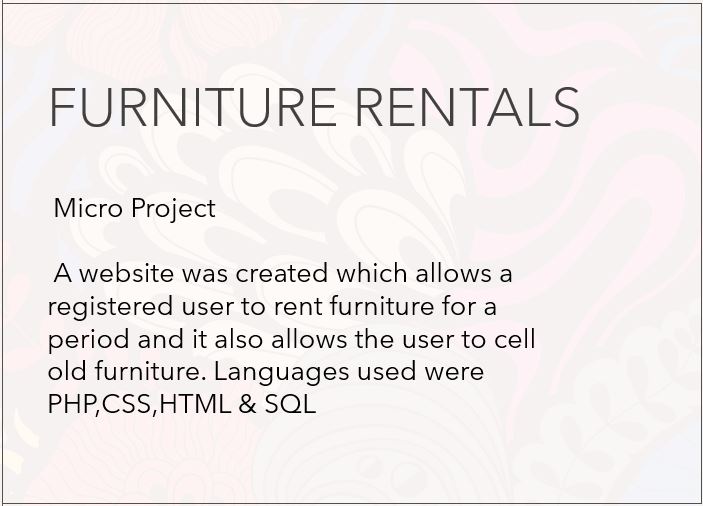 FURNITURE RENTALS
Micro Project
A website was created which allows a
registered user to rent furniture for a
period and it also allows the user to cell
old furniture. Languages used were
PHP,CSS,HTML & SQL